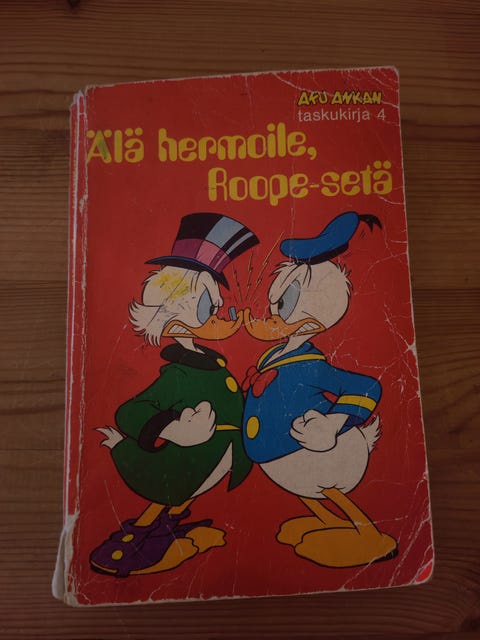 AKU ANKAN
taskukirja 4
Älä hermoile,
Roope-setä